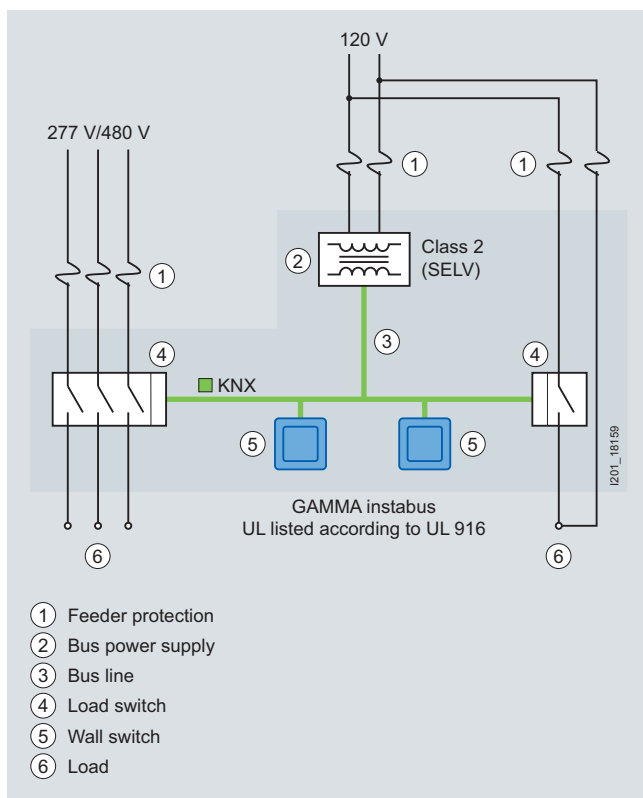 120 V
277 V/480 V
1
1
1
2
Class 2
(SELV)
3
4
4
KNX
5
5
I201_18159
GAMMA instabus
UL listed according to UL 916
6
6
1 Feeder protection
2 Bus power supply
3 Bus line
4 Load switch
5 Wall switch
6 Load